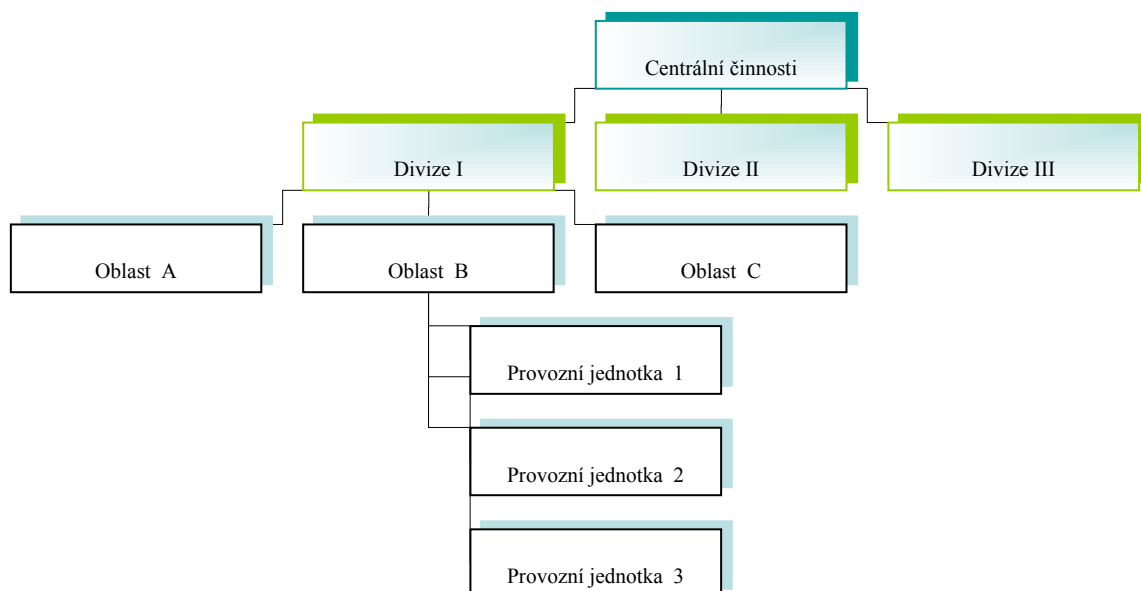 Centrální činnosti
Divize I
Divize II
Divize III
Oblast A
Oblast B
Oblast C
Provozní jednotka 1
Provozní jednotka 2
Provozní jednotka 3